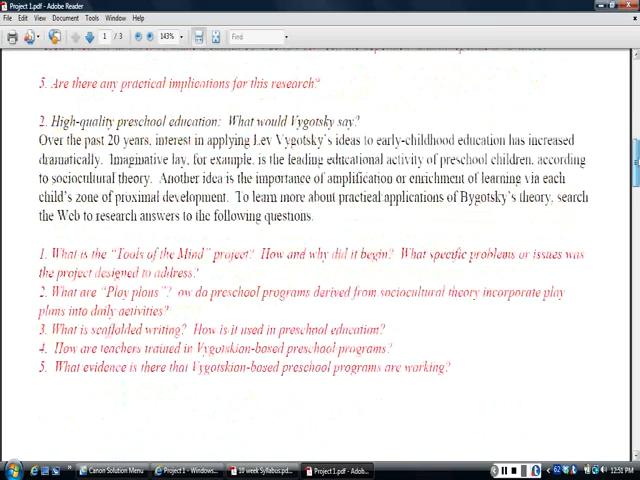 Project 1.pdf - Adobe Reader
File Edit View Document Tools Window Help
1 / 3 143% Find
5. Are there any practical implications for this research?
2. High-quality preschool education: What would Vygotsky say?
Over the past 20 years, interest in applying Lev Vygotsky's ideas to early-childhood education has increased
dramatically. Imaginative lay, for example, is the leading educational activity of preschool children, according
to sociocultural theory. Another idea is the importance of amplification or enrichment of learning via each
child's zone of proximal development. To learn more about practical applications of Bygotsky's theory, search
the Web to research answers to the following questions.
1. What is the "Tools of the Mind" project? How and why did it begin? What specific problems or issues was
the project designed to address?
2. What are "Play plans"? ow do preschool programs derived from sociocultural theory incorporate play
plans into daily activities?
3. What is scaffolded writing? How is it used in preschool education?
4. How are teachers trained in Vygotskian-based preschool programs?
5. What evidence is there that Vygotskian-based preschool programs are working?
Canon Solution Menu Project 1 - Windows... 10 week Syllabus.pd... Project 1.pdf - Adob... 62 12:51 PM